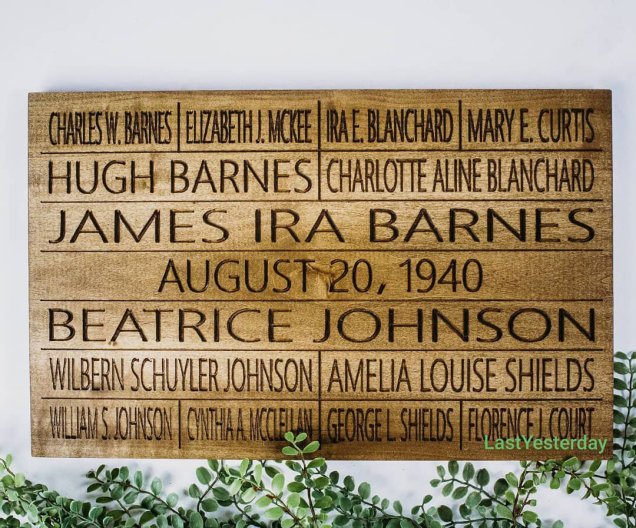 CHARLES W. BARNES ELIZABETH J. MCKEE IRA E. BLANCHARD MARY E. CURTIS
HUGH BARNES CHARLOTTE ALINE BLANCHARD
JAMES IRA BARNES
AUGUST 20, 1940
BEATRICE JOHNSON
WILBERN SCHUYLER JOHNSON AMELIA LOUISE SHIELDS
WILLIAM S. JOHNSON CYNTHIA A. MCCLELLAN GEORGE L. SHIELDS FLORENCE J. COURT
LastYesterday